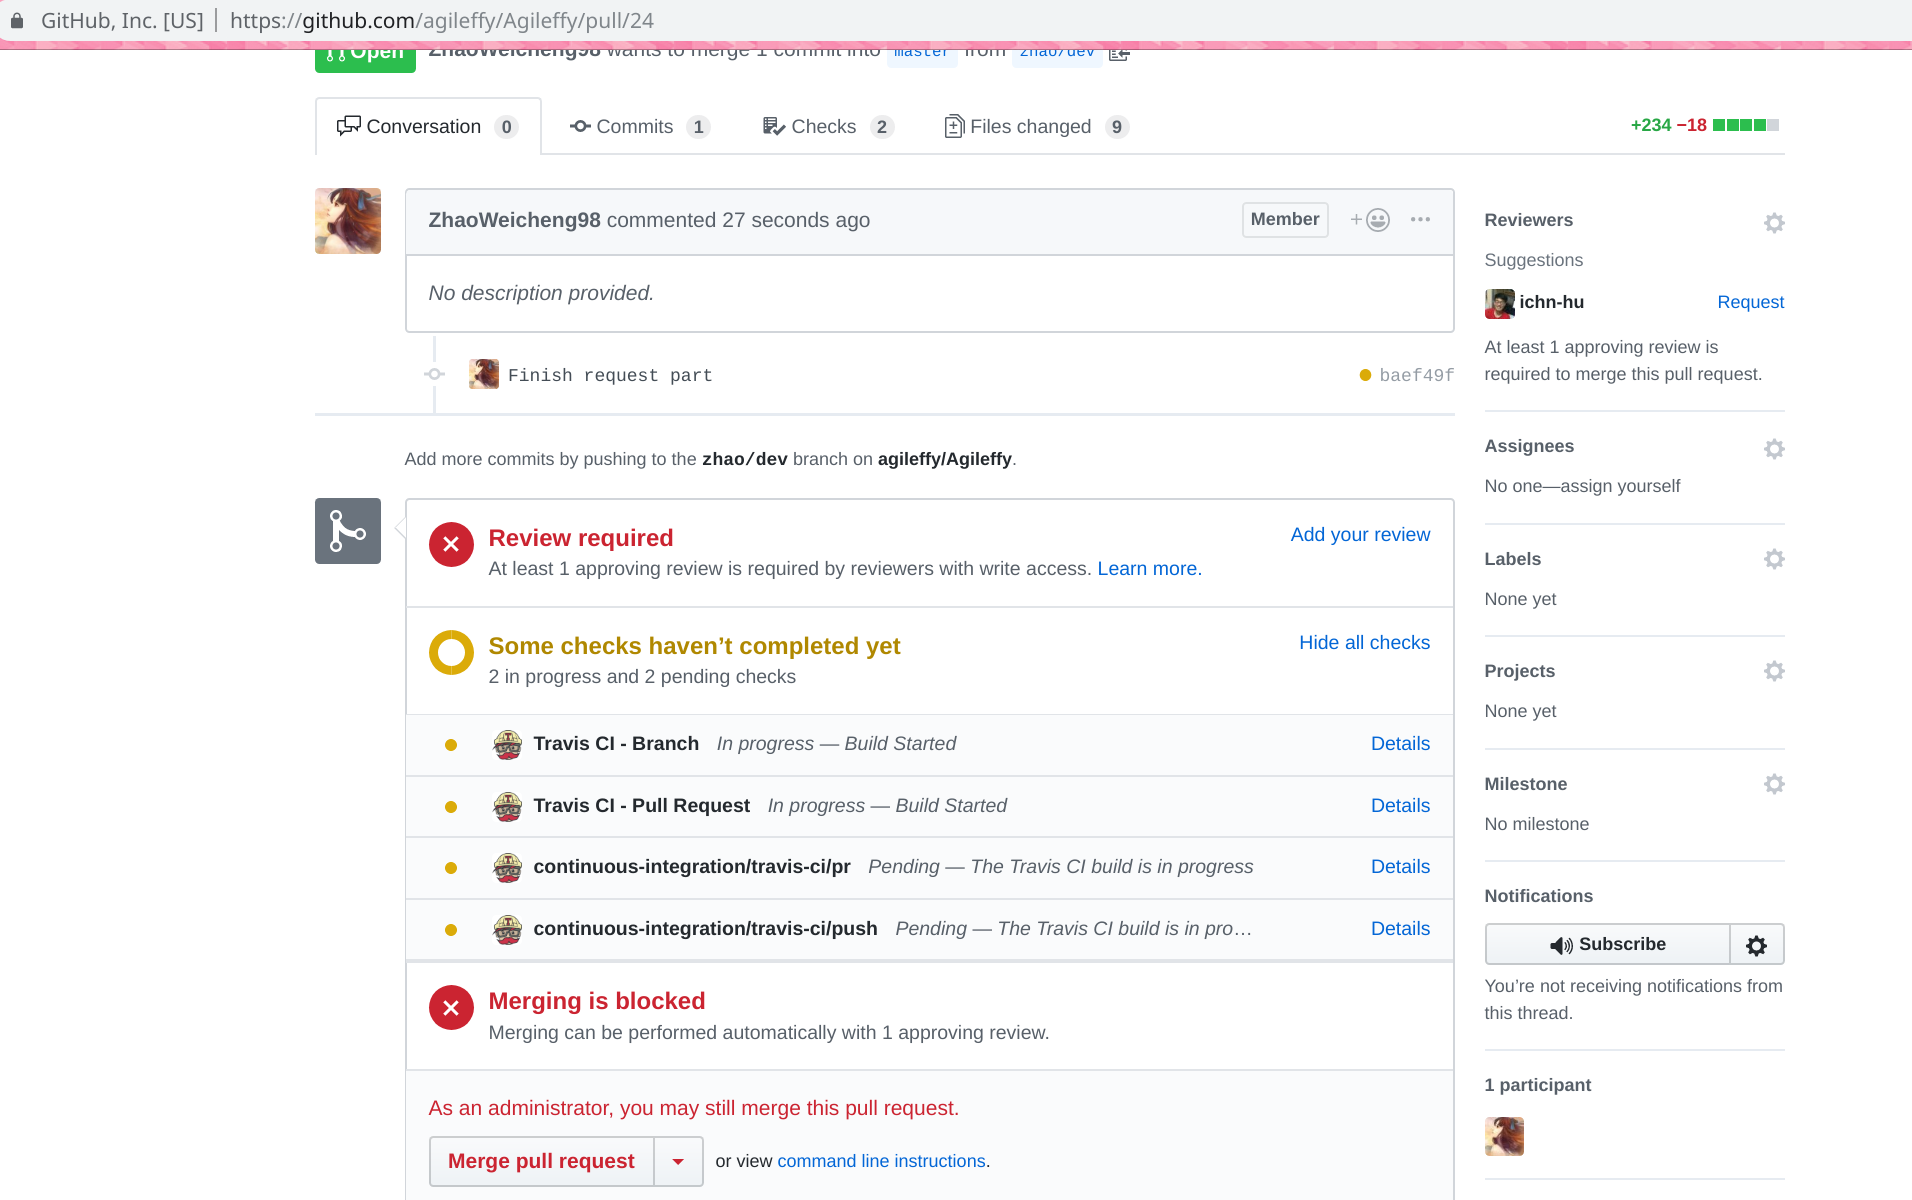 GitHub, Inc. [US] | https://github.com/agileffy/Agileffy/pull/24
Open ZhaoWeicheng98 wants to merge 1 commit into master from zhao/dev
Conversation 0 Commits 1 Checks 2 Files changed 9 +234 −18
ZhaoWeicheng98 commented 27 seconds ago Member
No description provided.
Finish request part baef49f
Add more commits by pushing to the zhao/dev branch on agileffy/Agileffy.
Review required Add your review
At least 1 approving review is required by reviewers with write access. Learn more.
Some checks haven’t completed yet Hide all checks
2 in progress and 2 pending checks
Travis CI - Branch In progress — Build Started Details
Travis CI - Pull Request In progress — Build Started Details
continuous-integration/travis-ci/pr Pending — The Travis CI build is in progress Details
continuous-integration/travis-ci/push Pending — The Travis CI build is in pro… Details
Merging is blocked
Merging can be performed automatically with 1 approving review.
As an administrator, you may still merge this pull request.
Merge pull request or view command line instructions.
Reviewers
Suggestions
ichn-hu Request
At least 1 approving review is
required to merge this pull request.
Assignees
No one—assign yourself
Labels
None yet
Projects
None yet
Milestone
No milestone
Notifications
Subscribe
You’re not receiving notifications from
this thread.
1 participant